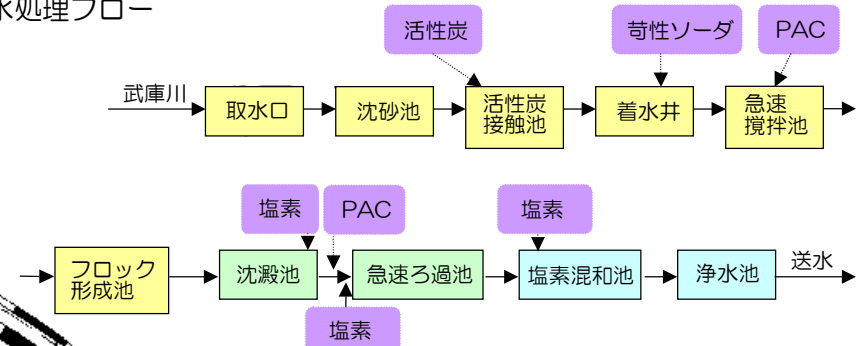 水処理フロー
活性炭
苛性ソーダ
PAC
武庫川
取水口
沈砂池
活性炭
接触池
着水井
急速
撹拌池
塩素
PAC
塩素
フロック
形成池
沈澱池
急速ろ過池
塩素混和池
浄水池
送水
塩素